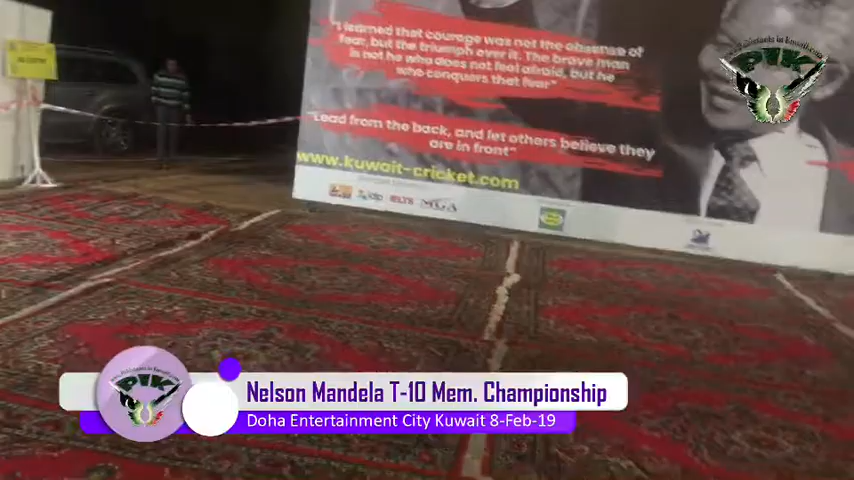 "I learned that courage was not the absense of
fear, but the triumph over it. The brave man
is not he who does not feel afraid, but he
who conquers that fear"
"Lead from the back, and let others believe they
are in front."
www.kuwait-cricket.com
PIK
PIK
Nelson Mandela T-10 Mem. Championship
Doha Entertainment City Kuwait 8-Feb-19